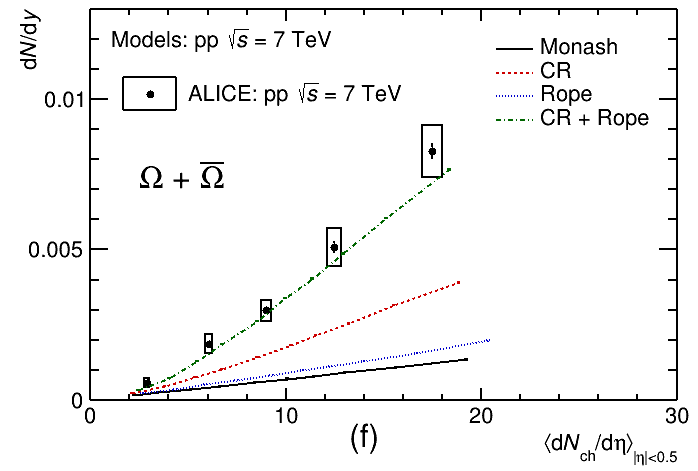 dN/dy
Models: pp √s = 7 TeV
ALICE: pp √s = 7 TeV
Ω + Ω̅
Monash
CR
Rope
CR + Rope
0.01
0.005
0
0 10 20 30
(f)
⟨dN_ch/dη⟩_|η|<0.5